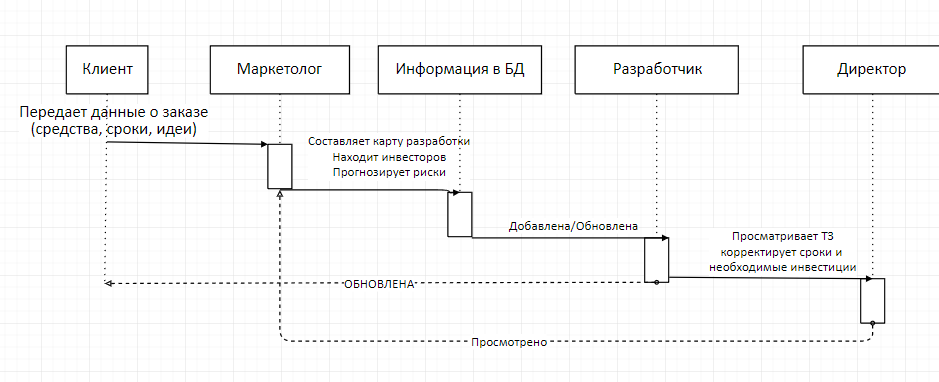 Клиент
Маркетолог
Информация в БД
Разработчик
Директор
Передает данные о заказе
(средства, сроки, идеи)
Составляет карту разработки
Находит инвесторов
Прогнозирует риски
Добавлена/Обновлена
Просматривает ТЗ
корректирует сроки и
необходимые инвестиции
ОБНОВЛЕНА
Просмотрено